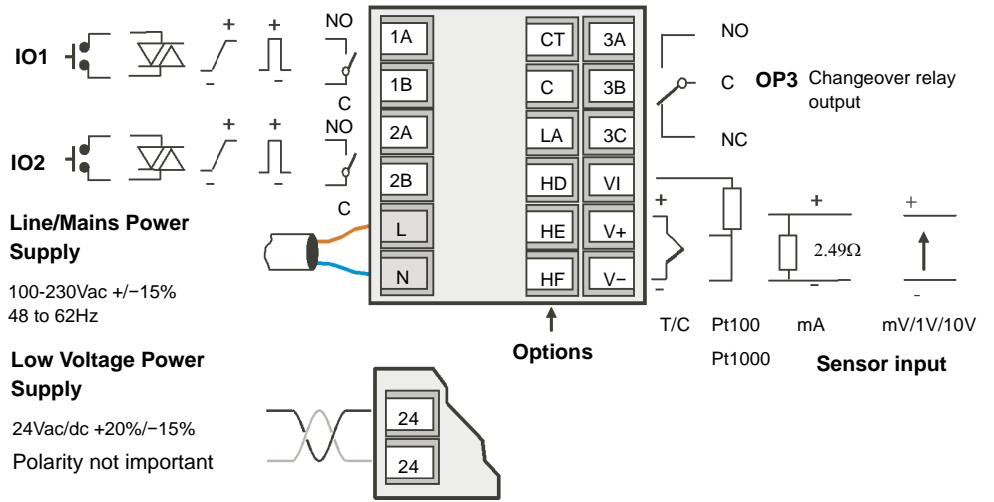 IO1
+
−
+
−
NO
C
IO2
+
−
+
−
NO
C
Line/Mains Power
Supply
100-230Vac +/−15%
48 to 62Hz
Low Voltage Power
Supply
24Vac/dc +20%/−15%
Polarity not important
1A
1B
2A
2B
L
N
CT
C
LA
HD
HE
HF
3A
3B
3C
VI
V+
V−
Options
24
24
NO
C
NC
OP3 Changeover relay
output
+
−
+
2.49Ω
−
+
-
T/C Pt100 mA mV/1V/10V
Pt1000 Sensor input